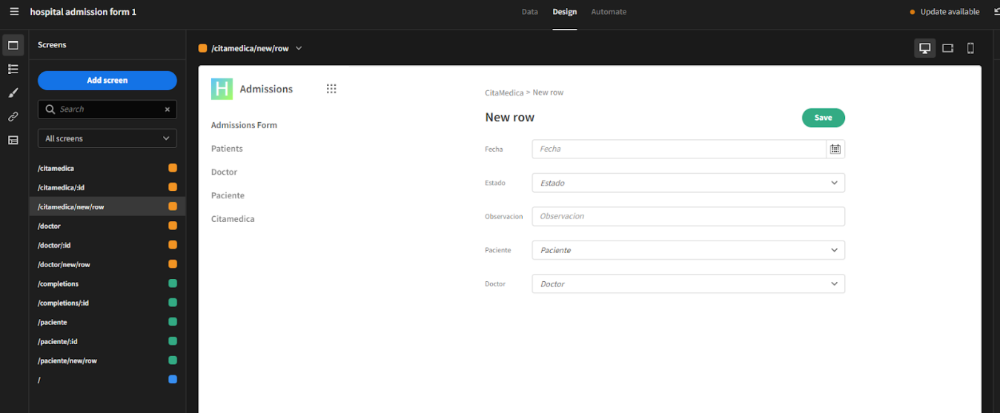 hospital admission form 1
Data
Design
Automate
Update available
Screens
Add screen
Search
All screens
/citamedica
/citamedica/:id
/citamedica/new/row
/doctor
/doctor/:id
/doctor/new/row
/completions
/completions/:id
/paciente
/paciente/:id
/paciente/new/row
/
/citamedica/new/row
H Admissions
Admissions Form
Patients
Doctor
Paciente
Citamedica
CitaMedica > New row
New row
Save
Fecha Fecha
Estado Estado
Observacion Observacion
Paciente Paciente
Doctor Doctor